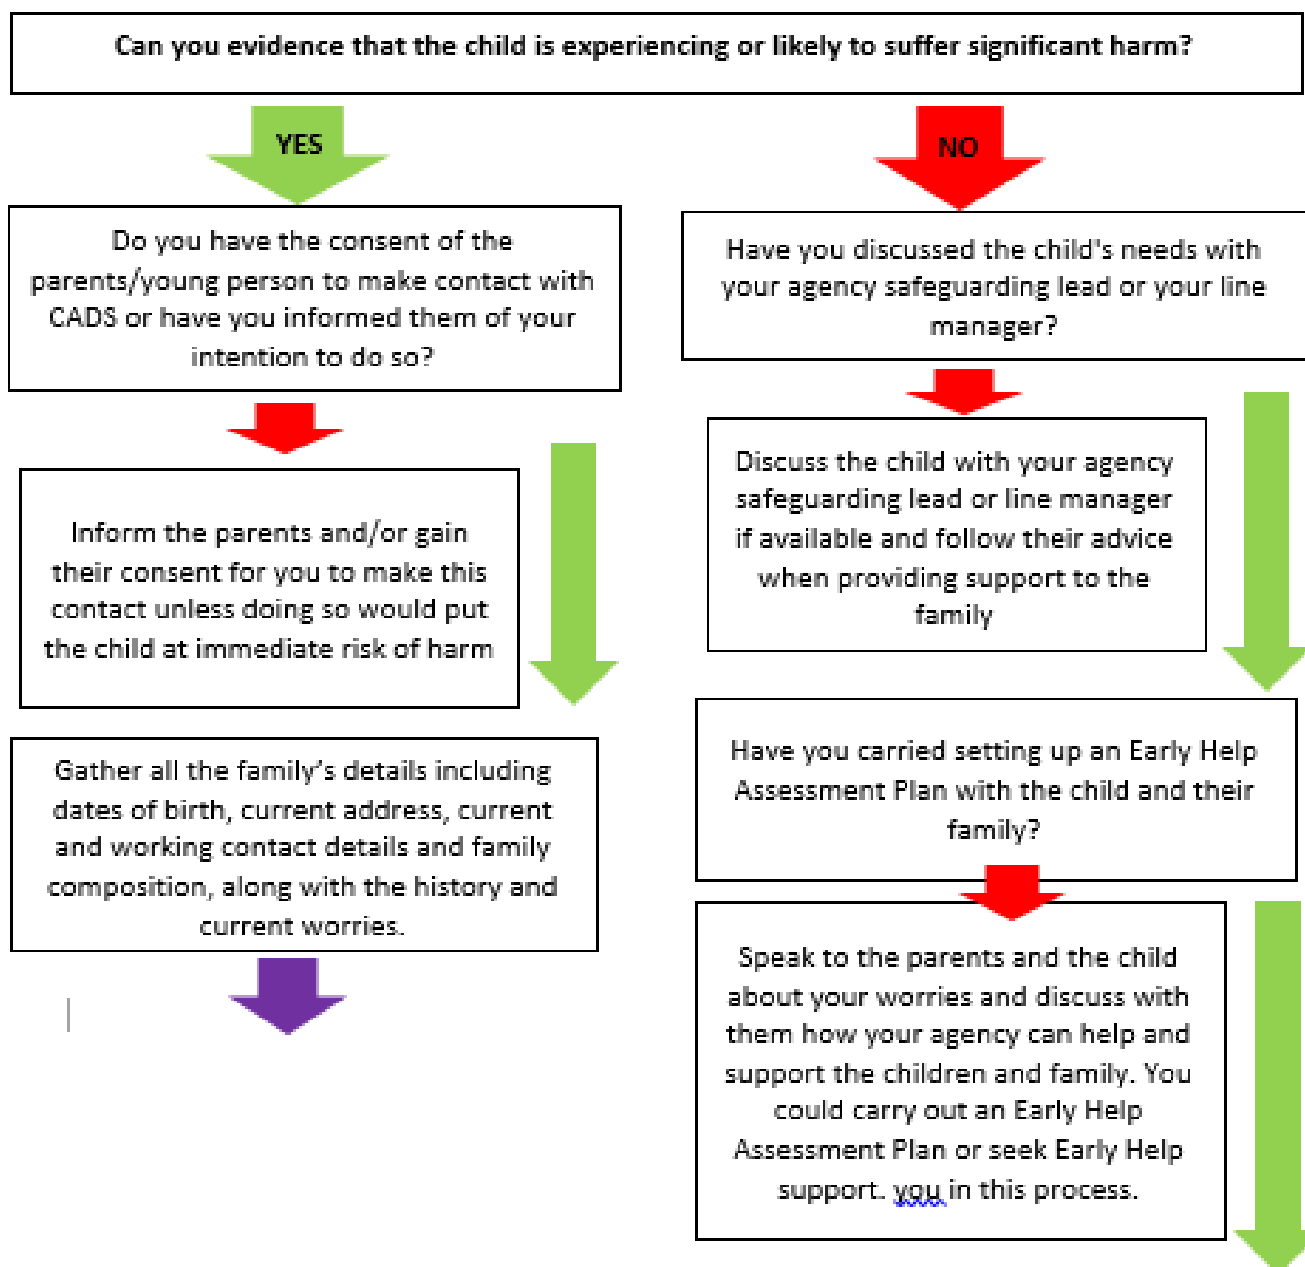 Can you evidence that the child is experiencing or likely to suffer significant harm?
YES
NO
Do you have the consent of the
parents/young person to make contact with
CADS or have you informed them of your
intention to do so?
Have you discussed the child's needs with
your agency safeguarding lead or your line
manager?
Inform the parents and/or gain
their consent for you to make this
contact unless doing so would put
the child at immediate risk of harm
Discuss the child with your agency
safeguarding lead or line manager
if available and follow their advice
when providing support to the
family
Gather all the family’s details including
dates of birth, current address, current
and working contact details and family
composition, along with the history and
current worries.
Have you carried setting up an Early Help
Assessment Plan with the child and their
family?
Speak to the parents and the child
about your worries and discuss with
them how your agency can help and
support the children and family. You
could carry out an Early Help
Assessment Plan or seek Early Help
support. you in this process.